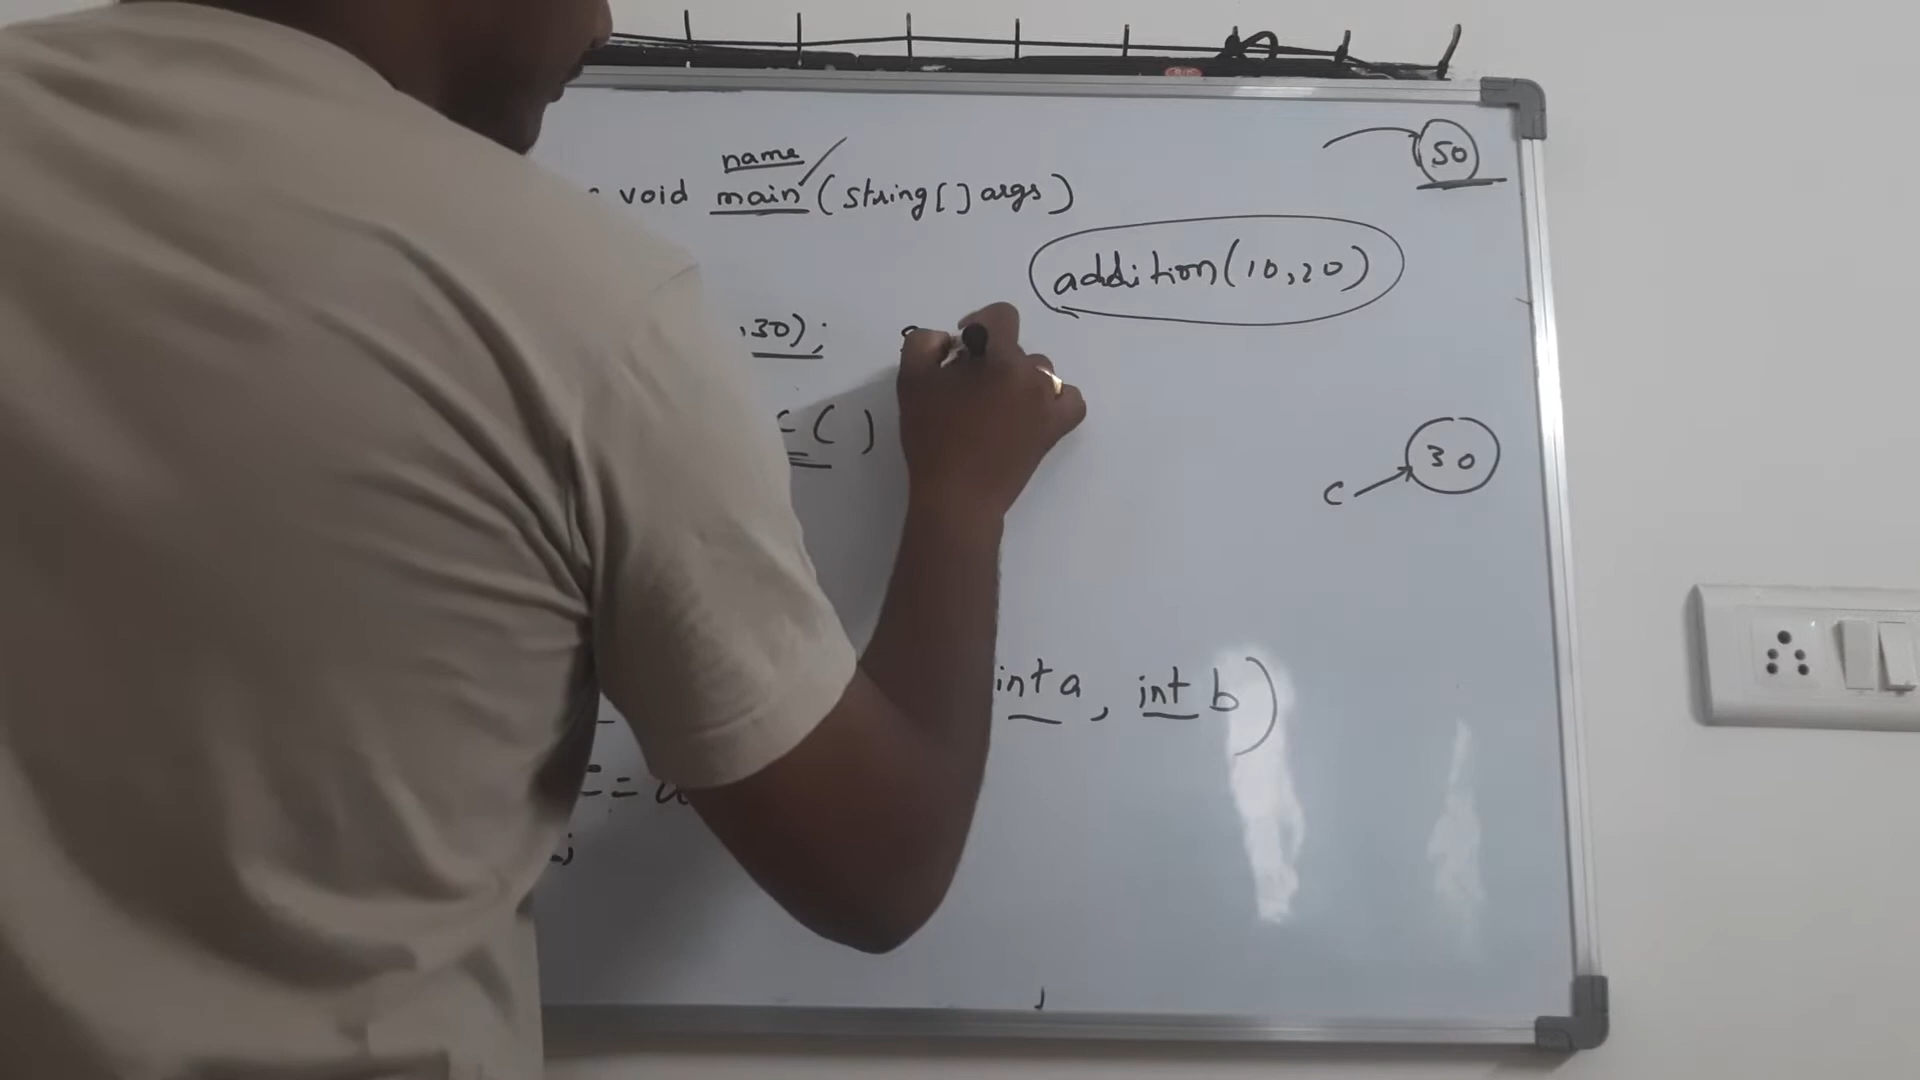 name
void main (string[] args)
50
addition(10,20)
,30);
= ( )
30
c
int a, int b)
c = a
;